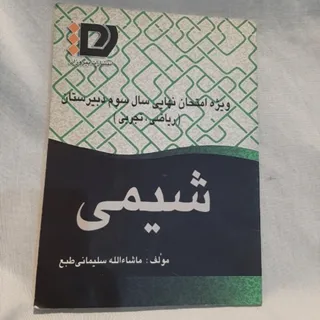 ویژه امتحان نهایی سال سوم دبیرستان
(ریاضی ، تجربی)
شیمی
مؤلف: ماشاءالله سلیمانی طبع